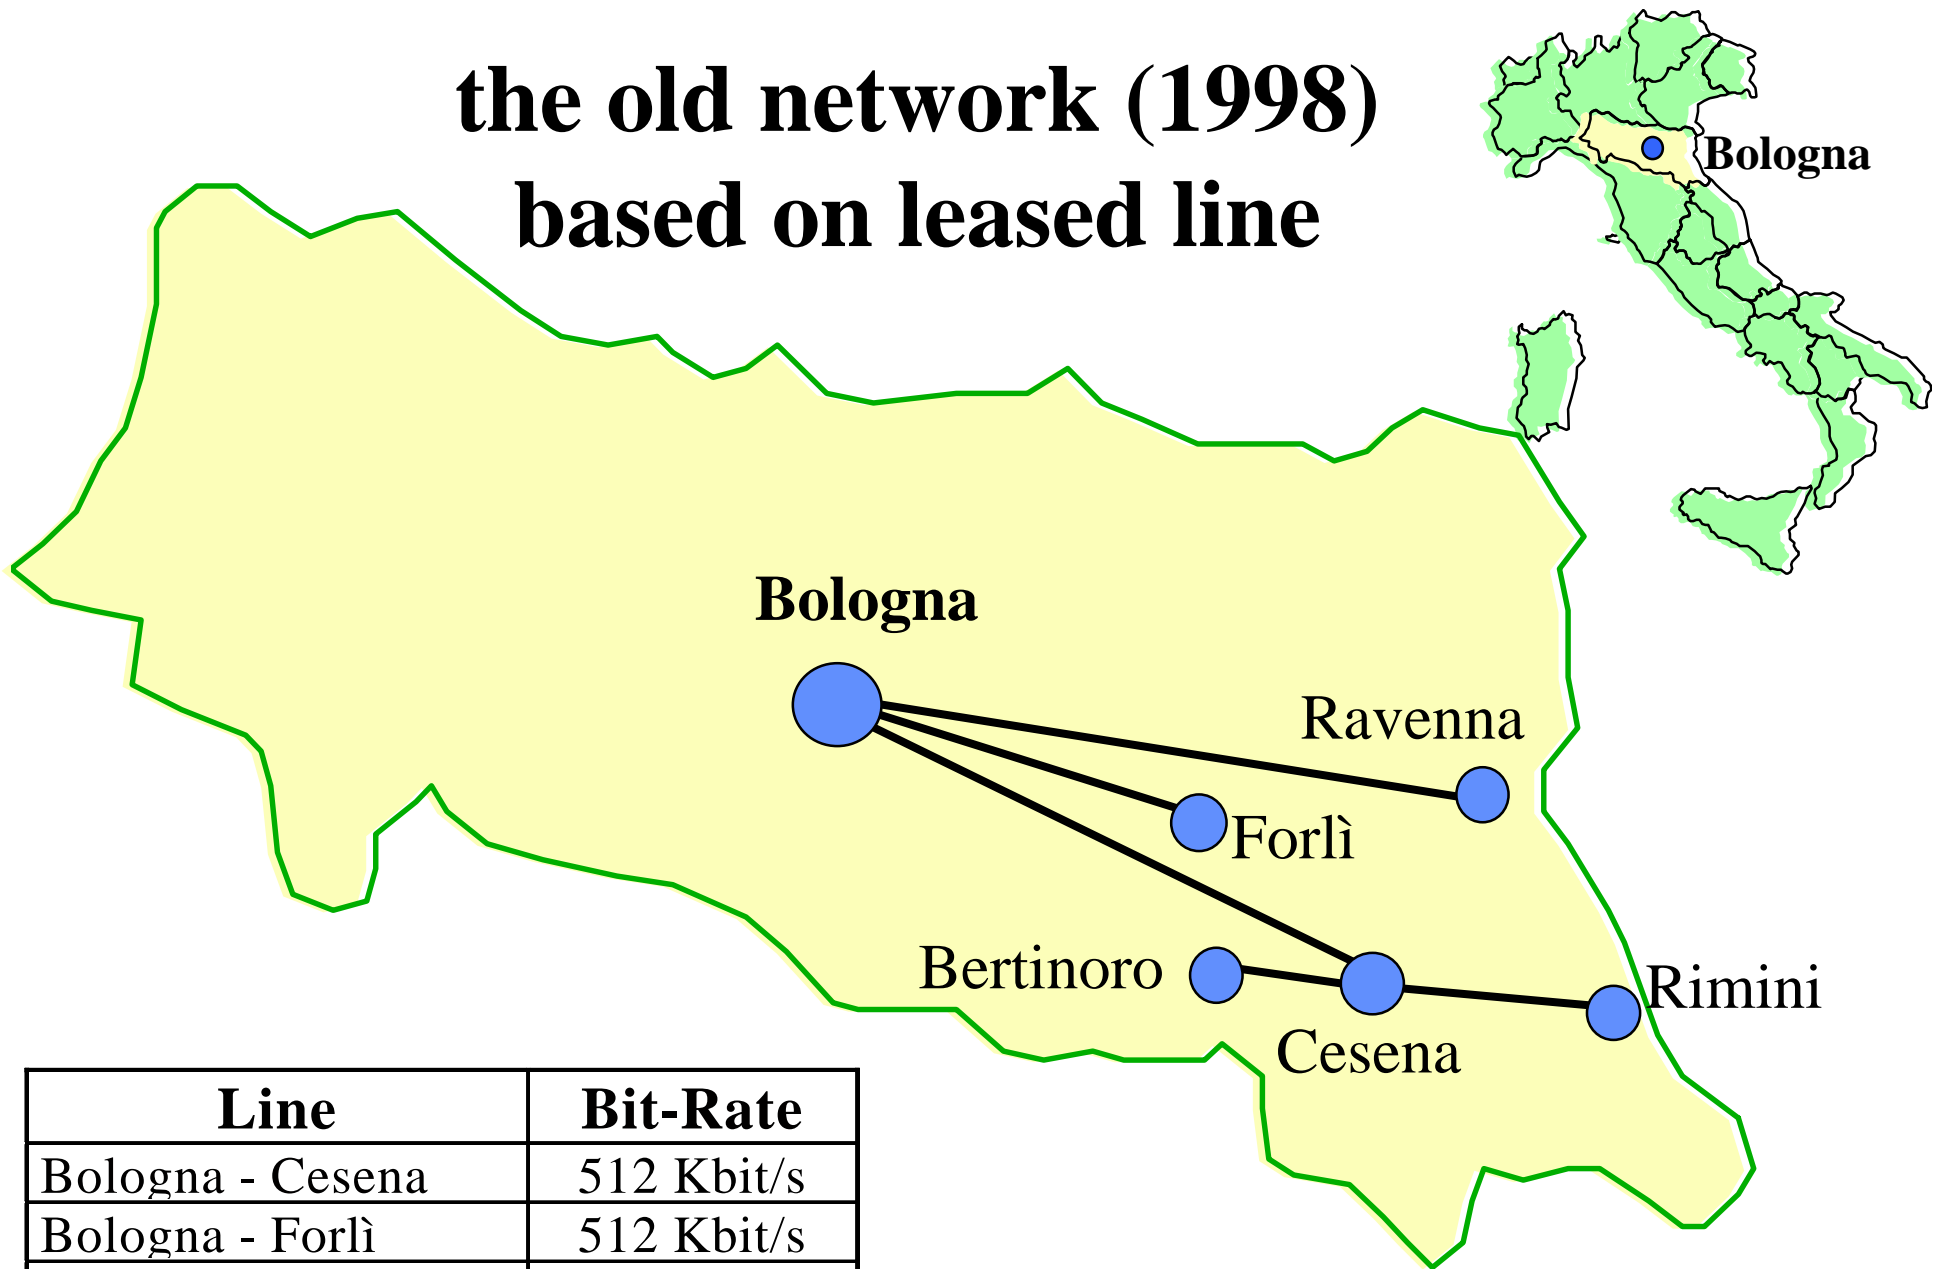 the old network (1998)
based on leased line
Bologna
Bologna
Ravenna
Forlì
Bertinoro
Rimini
Cesena
Line Bit-Rate
Bologna - Cesena 512 Kbit/s
Bologna - Forlì 512 Kbit/s